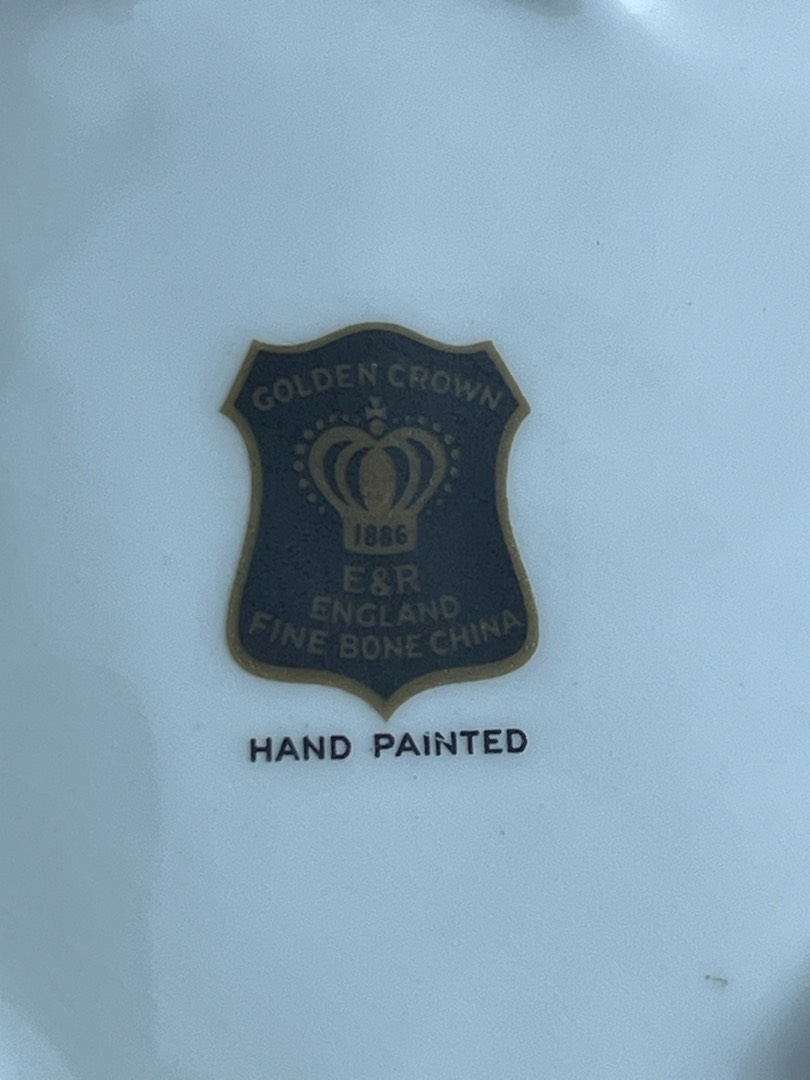 GOLDEN CROWN
1886
E&R
ENGLAND
FINE BONE CHINA
HAND PAINTED